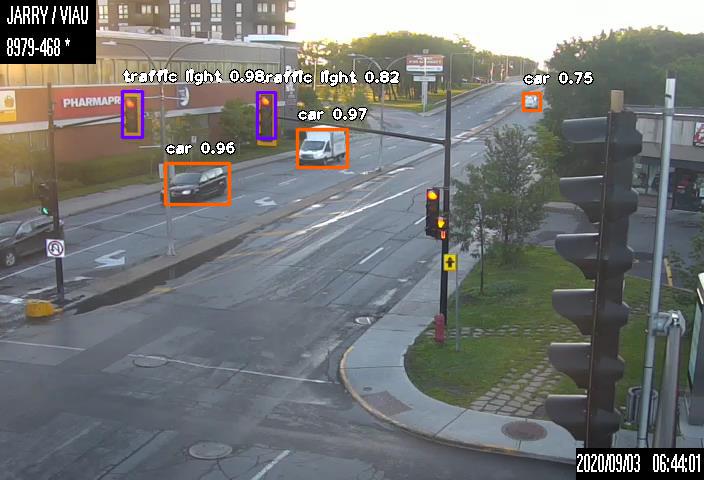 JARRY / VIAU
8979-468 *
traffic light 0.98
raffic light 0.82
car 0.75
car 0.97
car 0.96
PHARMAPR
2020/09/03 06:44:01